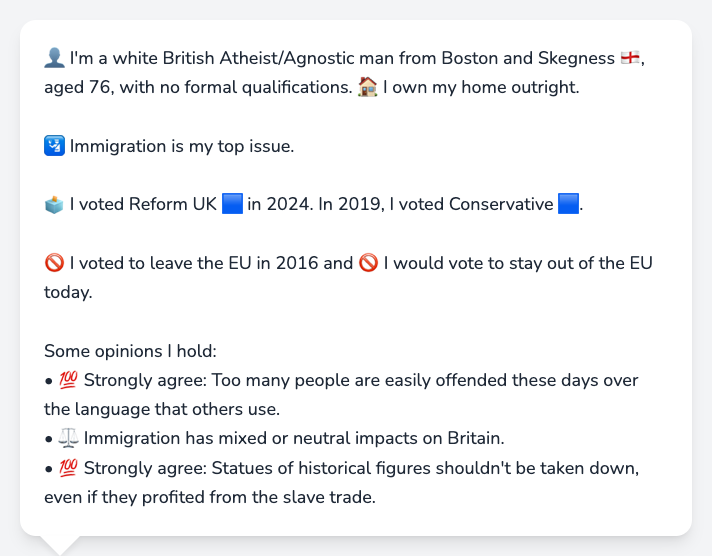 👤 I'm a white British Atheist/Agnostic man from Boston and Skegness 🏴󠁧󠁢󠁥󠁮󠁧󠁿,
aged 76, with no formal qualifications. 🏠 I own my home outright.
🛂 Immigration is my top issue.
🗳️ I voted Reform UK 🟦 in 2024. In 2019, I voted Conservative 🟦.
🚫 I voted to leave the EU in 2016 and 🚫 I would vote to stay out of the EU
today.
Some opinions I hold:
• 💯 Strongly agree: Too many people are easily offended these days over
the language that others use.
• ⚖️ Immigration has mixed or neutral impacts on Britain.
• 💯 Strongly agree: Statues of historical figures shouldn't be taken down,
even if they profited from the slave trade.